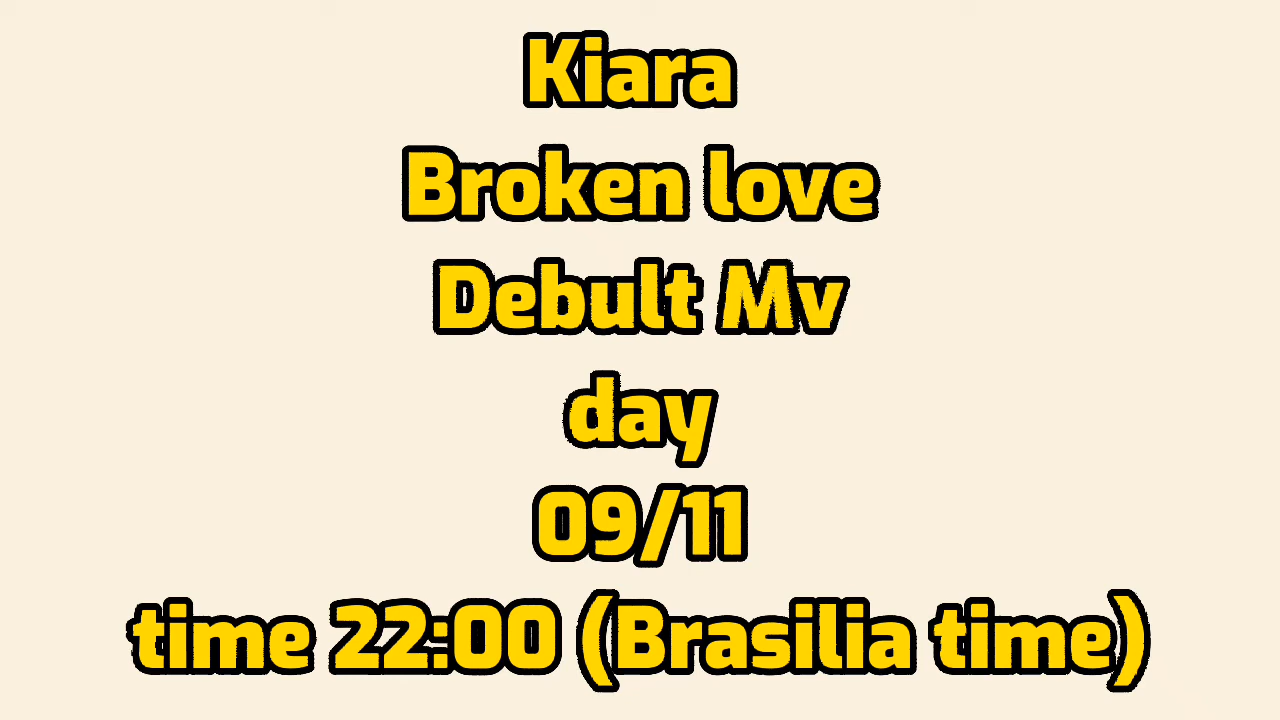 Kiara
Broken love
Debult Mv
day
09/11
time 22:00 (Brasilia time)